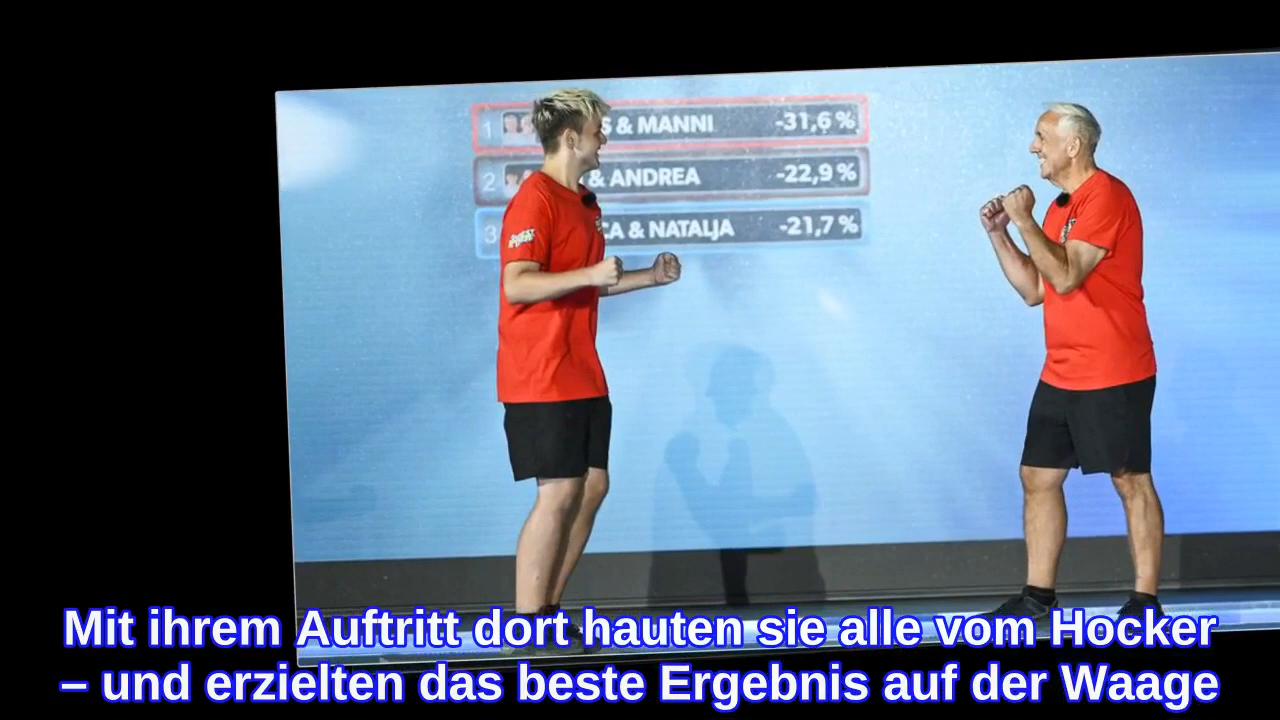 1 S & MANNI -31,6 %
2 & ANDREA -22,9 %
3 CA & NATALJA -21,7 %
Mit ihrem Auftritt dort hauten sie alle vom Hocker
– und erzielten das beste Ergebnis auf der Waage